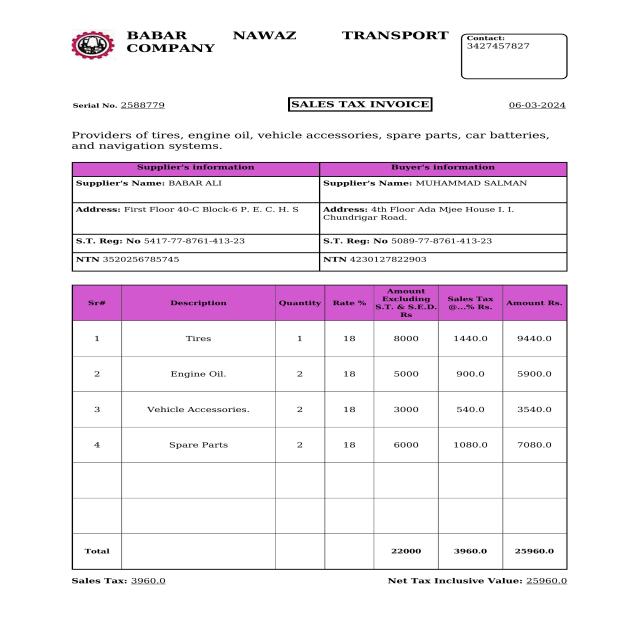 BABAR NAWAZ TRANSPORT
COMPANY
Contact:
3427457827
Serial No. 2588779
SALES TAX INVOICE
06-03-2024
Providers of tires, engine oil, vehicle accessories, spare parts, car batteries,
and navigation systems.
Supplier's information Buyer's information
Supplier's Name: BABAR ALI Supplier's Name: MUHAMMAD SALMAN
Address: First Floor 40-C Block-6 P. E. C. H. S Address: 4th Floor Ada Mjee House I. I.
Chundrigar Road.
S.T. Reg: No 5417-77-8761-413-23 S.T. Reg: No 5089-77-8761-413-23
NTN 3520256785745 NTN 4230127822903
Sr# Description Quantity Rate % Amount Excluding S.T. & S.E.D. Rs Sales Tax @...% Rs. Amount Rs.
1 Tires 1 18 8000 1440.0 9440.0
2 Engine Oil. 2 18 5000 900.0 5900.0
3 Vehicle Accessories. 2 18 3000 540.0 3540.0
4 Spare Parts 2 18 6000 1080.0 7080.0
Total 22000 3960.0 25960.0
Sales Tax: 3960.0 Net Tax Inclusive Value: 25960.0